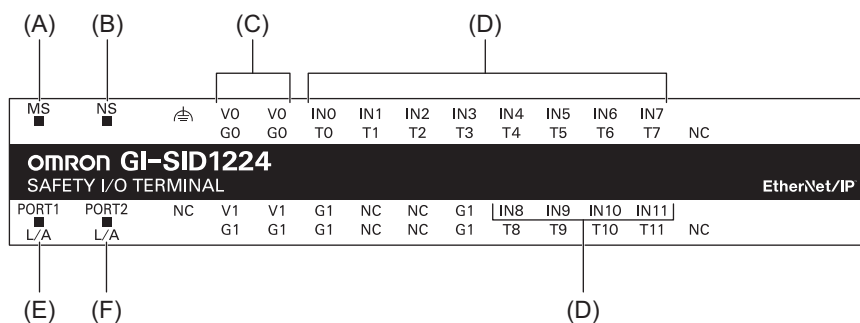 (A) (B) (C) (D)
MS NS V0 V0 IN0 IN1 IN2 IN3 IN4 IN5 IN6 IN7
G0 G0 T0 T1 T2 T3 T4 T5 T6 T7 NC
OMRON GI-SID1224
SAFETY I/O TERMINAL EtherNet/IP
PORT1 PORT2 NC V1 V1 G1 NC NC G1 IN8 IN9 IN10 IN11
L/A L/A G1 G1 G1 NC NC G1 T8 T9 T10 T11 NC
(E) (F) (D)